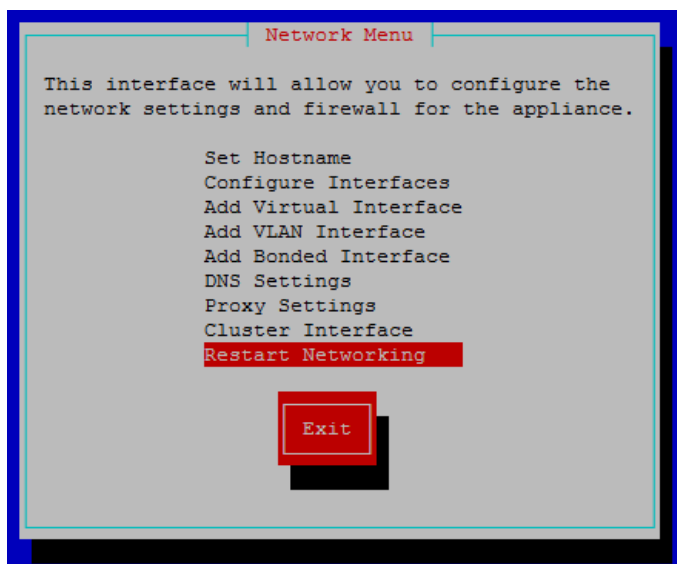 Network Menu
This interface will allow you to configure the
network settings and firewall for the appliance.
Set Hostname
Configure Interfaces
Add Virtual Interface
Add VLAN Interface
Add Bonded Interface
DNS Settings
Proxy Settings
Cluster Interface
Restart Networking
Exit